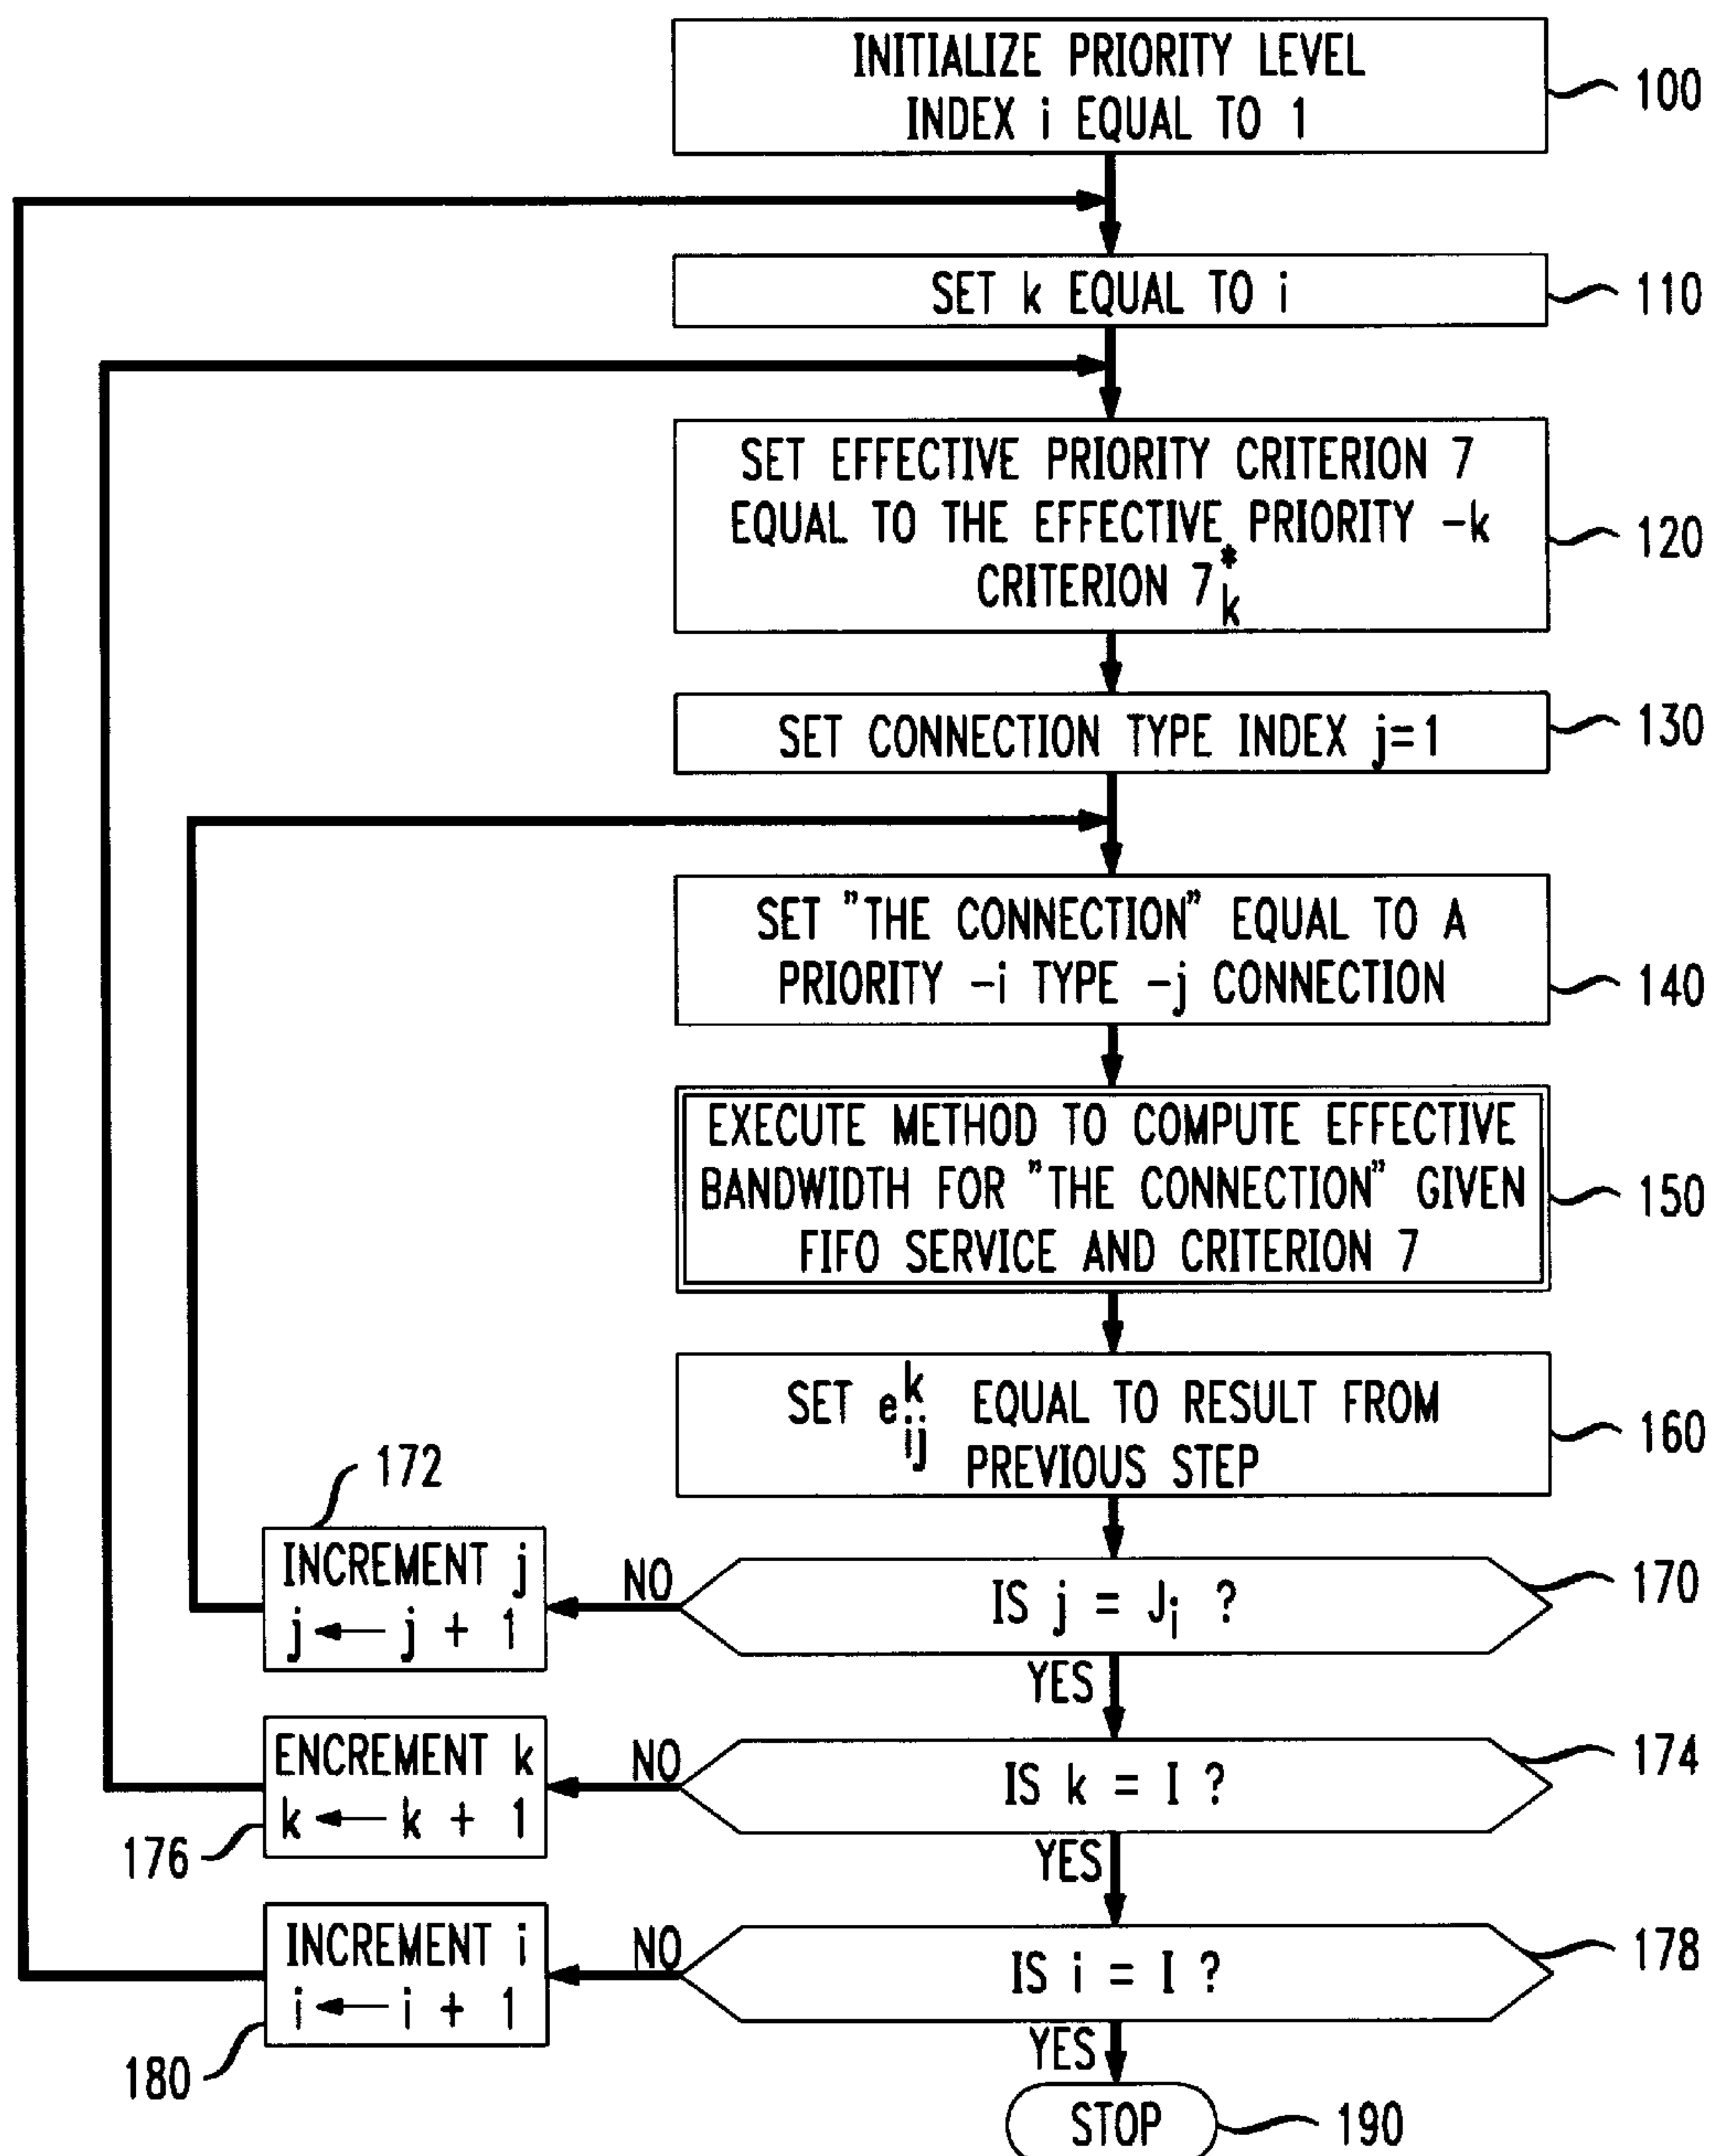 INITIALIZE PRIORITY LEVEL
INDEX i EQUAL TO 1
100
SET k EQUAL TO i
110
SET EFFECTIVE PRIORITY CRITERION 7
EQUAL TO THE EFFECTIVE PRIORITY -k
CRITERION 7*k
120
SET CONNECTION TYPE INDEX j=1
130
SET "THE CONNECTION" EQUAL TO A
PRIORITY -i TYPE -j CONNECTION
140
EXECUTE METHOD TO COMPUTE EFFECTIVE
BANDWIDTH FOR "THE CONNECTION" GIVEN
FIFO SERVICE AND CRITERION 7
150
SET e^k_ij EQUAL TO RESULT FROM
PREVIOUS STEP
160
172
INCREMENT j
j ← j + 1
NO
IS j = Ji ?
170
YES
ENCREMENT k
k ← k + 1
176
NO
IS k = I ?
174
YES
INCREMENT i
i ← i + 1
180
NO
IS i = I ?
178
YES
STOP
190